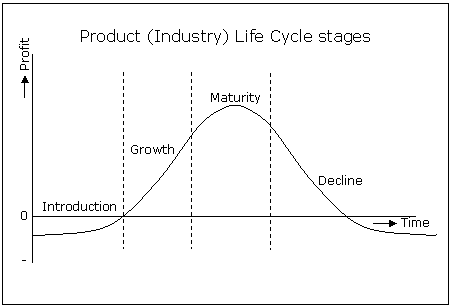 Product (Industry) Life Cycle stages
Profit
Maturity
Growth
Decline
Introduction
0
Time
-